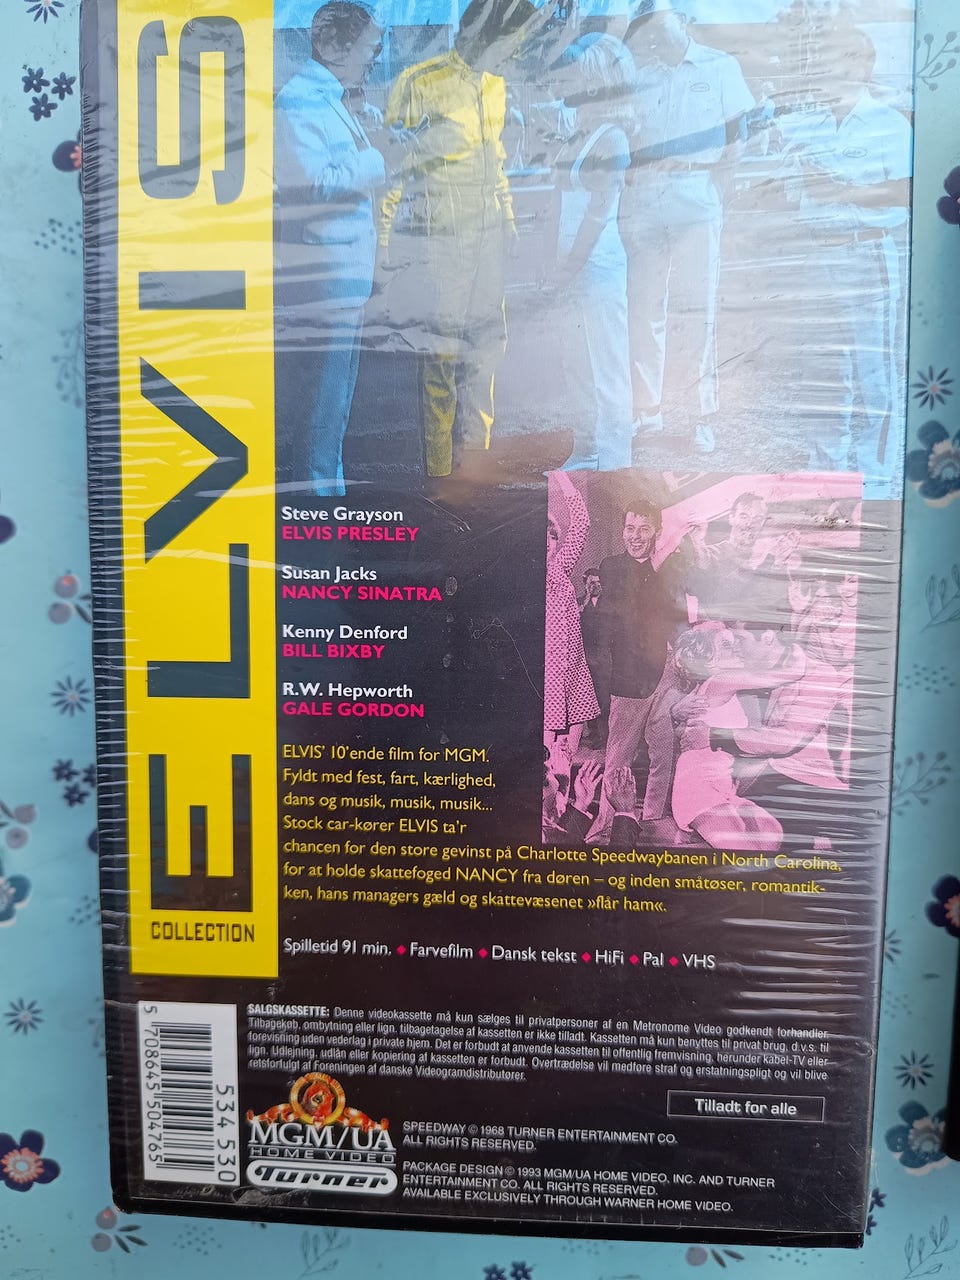 ELVIS
COLLECTION
Steve Grayson
ELVIS PRESLEY
Susan Jacks
NANCY SINATRA
Kenny Denford
BILL BIXBY
R.W. Hepworth
GALE GORDON
ELVIS' 10'ende film for MGM.
Fyldt med fest, fart, kærlighed,
dans og musik, musik, musik...
Stock car-kører ELVIS ta'r
chancen for den store gevinst på Charlotte Speedwaybanen i North Carolina,
for at holde skattefoged NANCY fra døren – og inden småtøser, romantik-
ken, hans managers gæld og skattevæsenet »flår ham«.
Spilletid 91 min. ◆ Farvefilm ◆ Dansk tekst ◆ HiFi ◆ Pal ◆ VHS
SALGSKASSETTE: Denne videokassette må kun sælges til privatpersoner af en Metronome Video godkendt forhandler.
Tilbagekøb, ombytning eller lign. tilbagetagelse af kassetten er ikke tilladt. Kassetten må kun benyttes til privat brug, d.v.s. til
forevisning uden vederlag i private hjem. Det er forbudt at anvende kassetten til offentlig fremvisning, herunder kabel-TV eller
lign. Udlejning, udlån eller kopiering af kassetten er forbudt. Overtrædelse vil medføre straf og erstatningspligt og vil blive
retsforfulgt af Foreningen af danske Videogramdistributører.
Tilladt for alle
5 708645 504765
534 530
MGM/UA
HOME VIDEO
Turner
SPEEDWAY © 1968 TURNER ENTERTAINMENT CO.
ALL RIGHTS RESERVED.
PACKAGE DESIGN © 1993 MGM/UA HOME VIDEO, INC. AND TURNER
ENTERTAINMENT CO. ALL RIGHTS RESERVED.
AVAILABLE EXCLUSIVELY THROUGH WARNER HOME VIDEO.